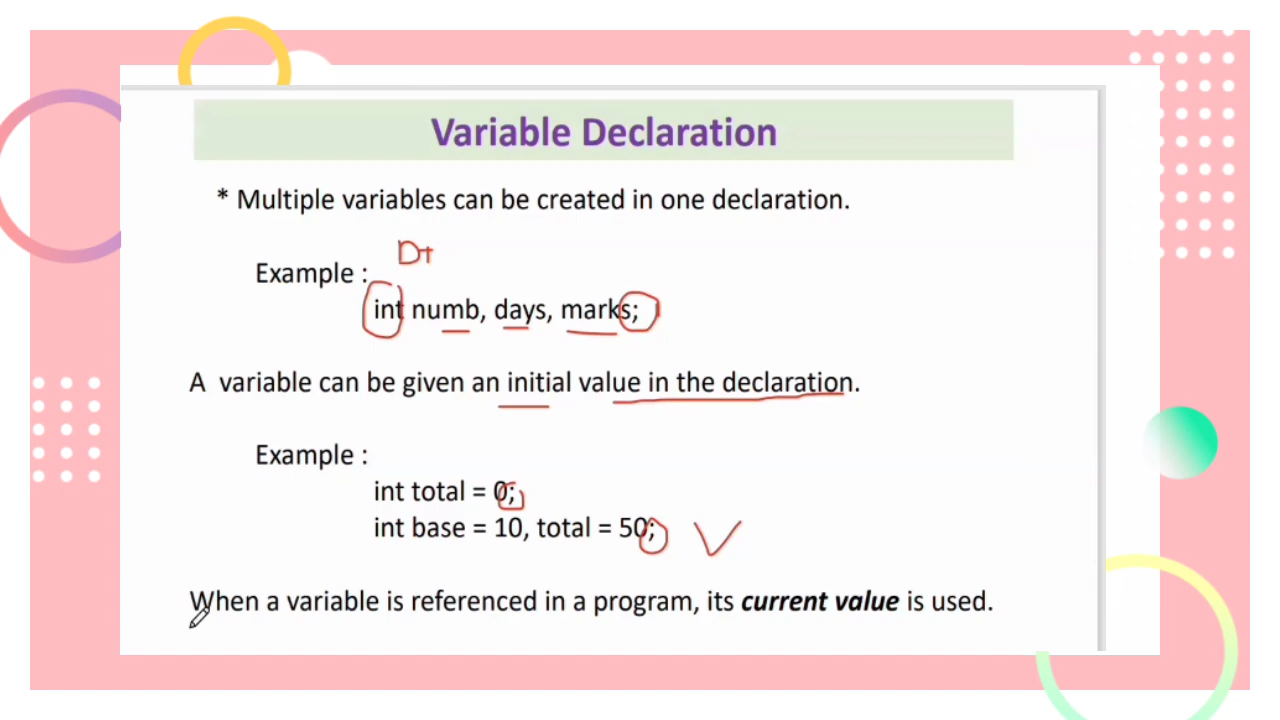 Variable Declaration
* Multiple variables can be created in one declaration.
DT
Example :
int numb, days, marks;
A variable can be given an initial value in the declaration.
Example :
int total = 0;
int base = 10, total = 50;
When a variable is referenced in a program, its current value is used.